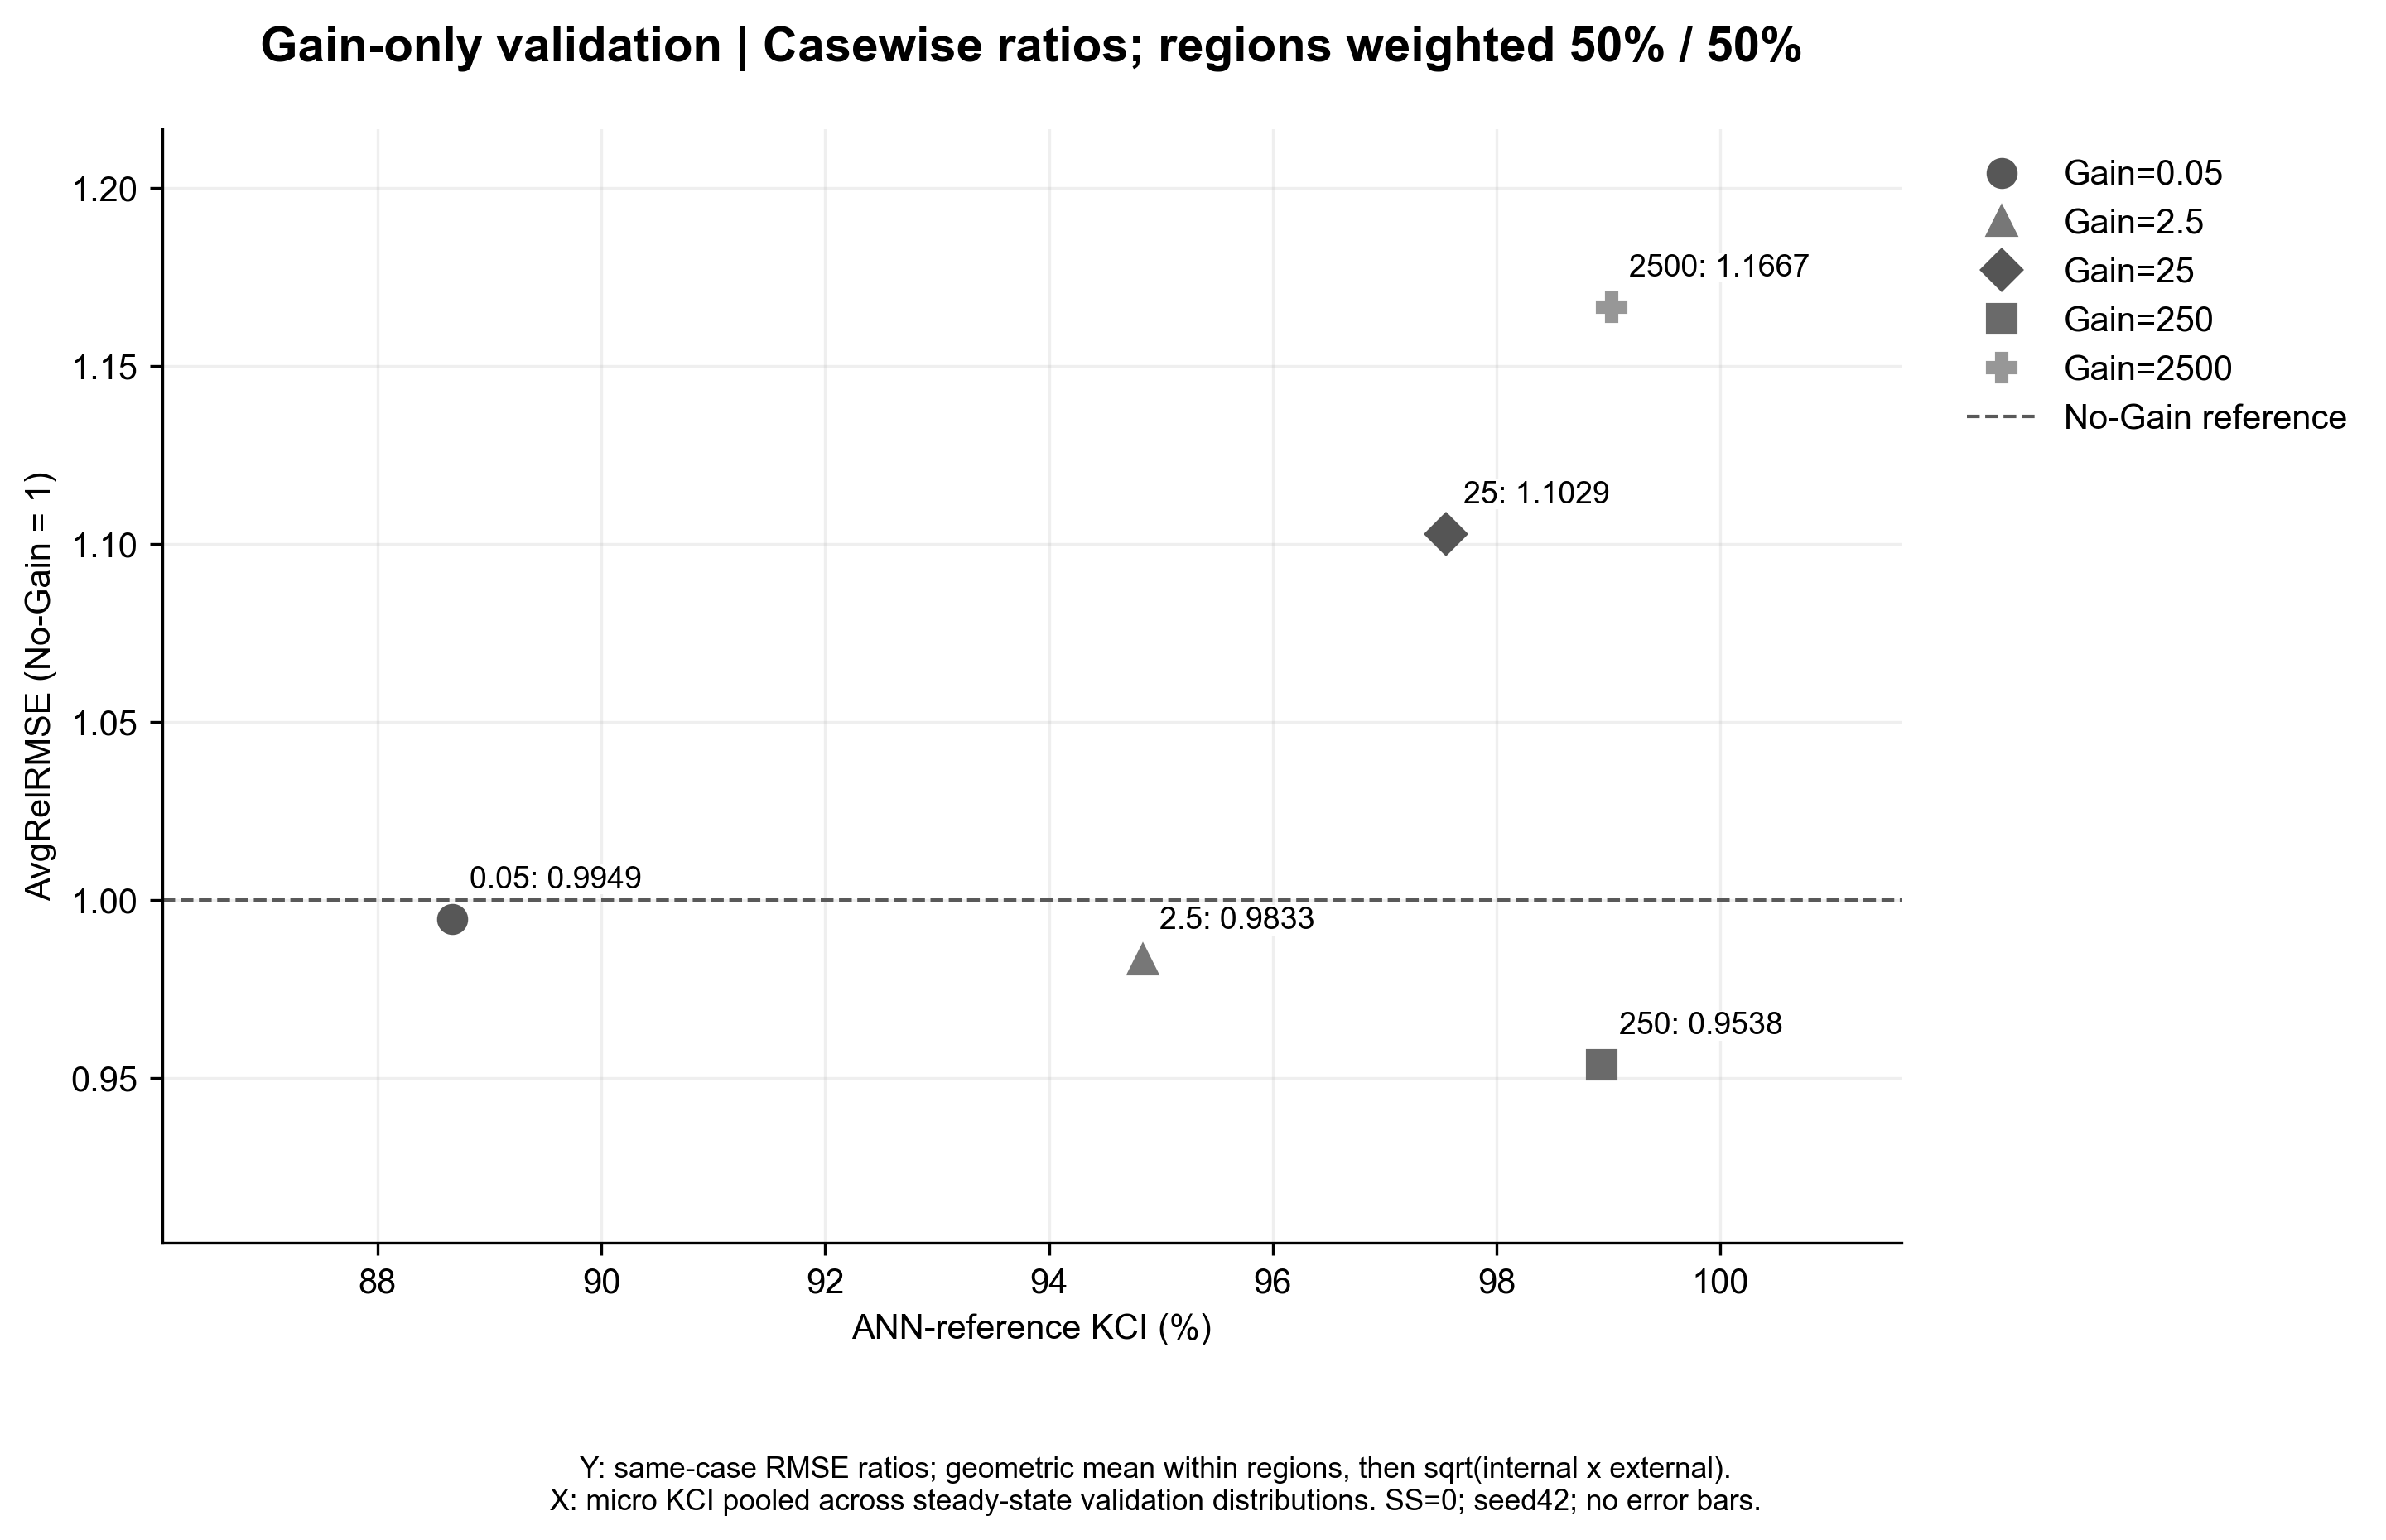 Gain-only validation | Casewise ratios; regions weighted 50% / 50%
AvgRelRMSE (No-Gain = 1)
1.20
1.15
1.10
1.05
1.00
0.95
2500: 1.1667
25: 1.1029
0.05: 0.9949
2.5: 0.9833
250: 0.9538
88
90
92
94
96
98
100
ANN-reference KCI (%)
Gain=0.05
Gain=2.5
Gain=25
Gain=250
Gain=2500
No-Gain reference
Y: same-case RMSE ratios; geometric mean within regions, then sqrt(internal x external).
X: micro KCI pooled across steady-state validation distributions. SS=0; seed42; no error bars.